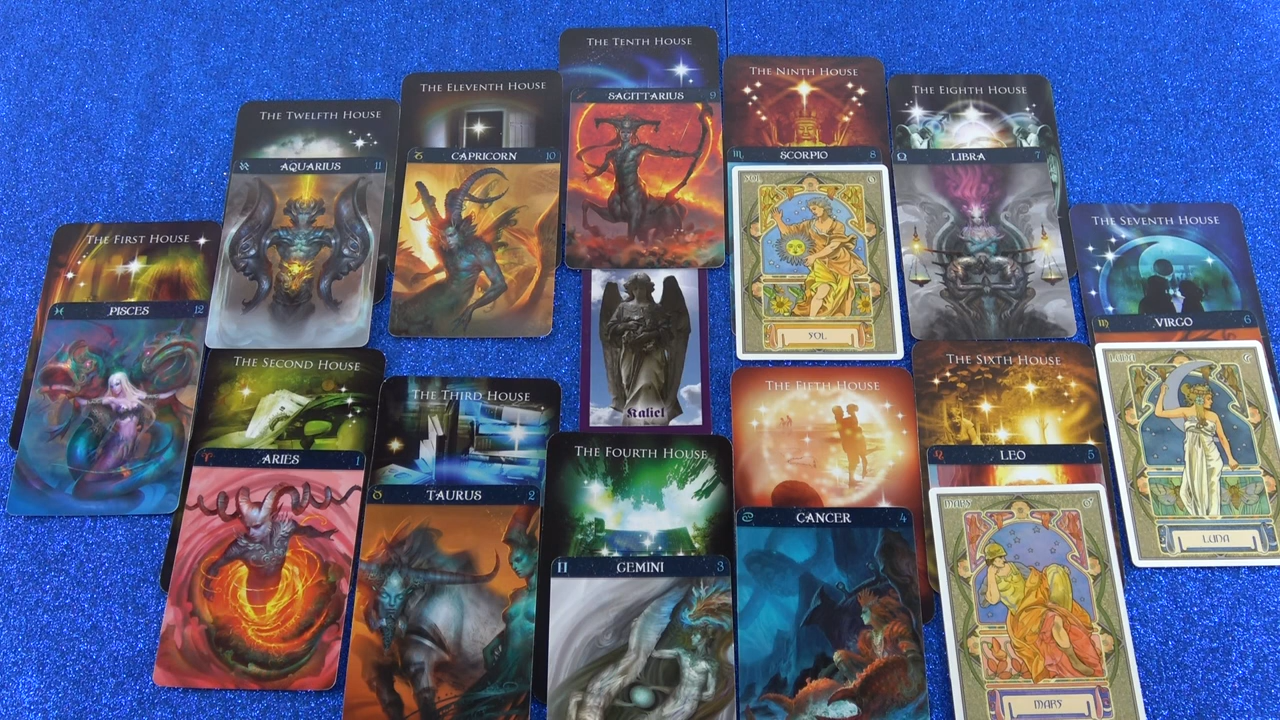 THE TENTH HOUSE
SAGITTARIUS 9
THE NINTH HOUSE
SCORPIO 8
SOL 0
SOL
THE EIGHTH HOUSE
LIBRA 7
THE ELEVENTH HOUSE
CAPRICORN 10
THE TWELFTH HOUSE
AQUARIUS 11
THE FIRST HOUSE
PISCES 12
THE SEVENTH HOUSE
VIRGO 6
LUNA
LUNA
THE SECOND HOUSE
ARIES 1
THE THIRD HOUSE
TAURUS 2
THE FOURTH HOUSE
GEMINI 3
THE FIFTH HOUSE
CANCER 4
THE SIXTH HOUSE
LEO 5
MARS
MARS